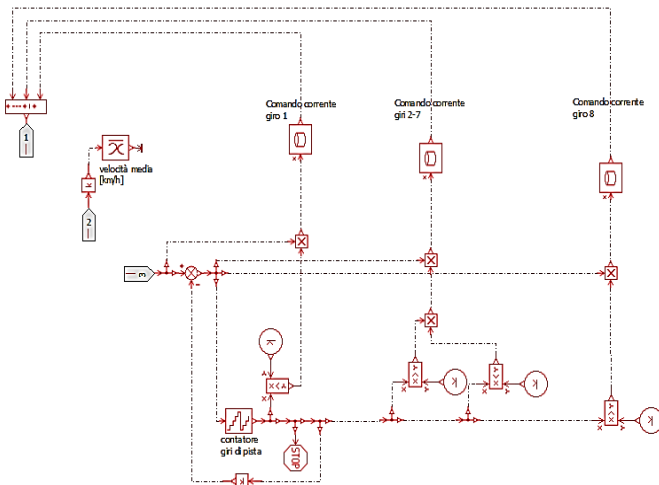 Comando corrente
giro 1
Comando corrente
giri 2-7
Comando corrente
giro 8
1
x
velocità media
[km/h]
k
2
3
+
-
x
x
x
k
y
x<y
x
x<y
x
y
k
x<y
x
y
k
contatore
giri di pista
STOP
k
x<y
x
y
k